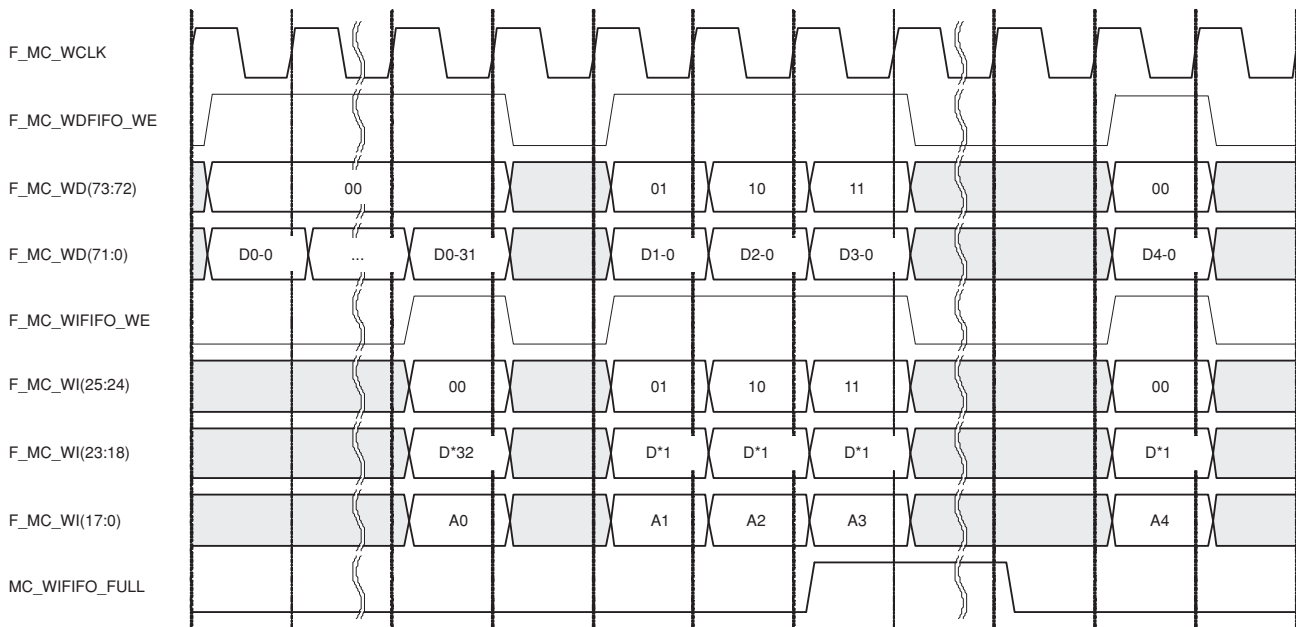 F_MC_WCLK
F_MC_WDFIFO_WE
F_MC_WD(73:72) 00 01 10 11 00
F_MC_WD(71:0) D0-0 ... D0-31 D1-0 D2-0 D3-0 D4-0
F_MC_WIFIFO_WE
F_MC_WI(25:24) 00 01 10 11 00
F_MC_WI(23:18) D*32 D*1 D*1 D*1 D*1
F_MC_WI(17:0) A0 A1 A2 A3 A4
MC_WIFIFO_FULL